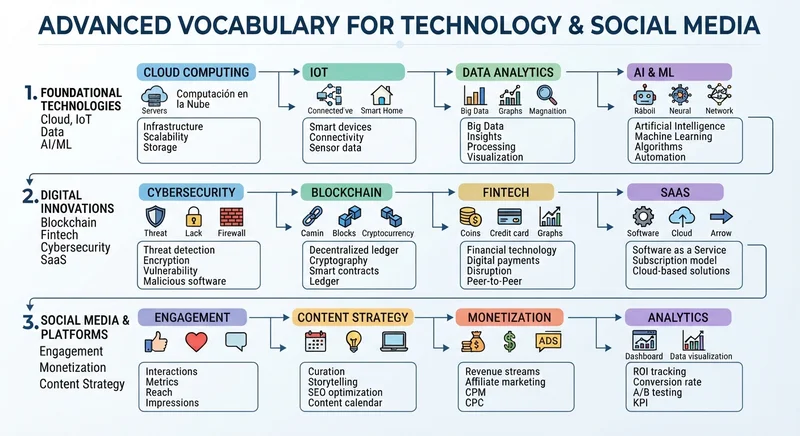 ADVANCED VOCABULARY FOR TECHNOLOGY & SOCIAL MEDIA
1. FOUNDATIONAL TECHNOLOGIES
Cloud, IoT
Data
AI/ML
CLOUD COMPUTING
Servers
Computación en la Nube
Infrastructure
Scalability
Storage
IOT
Connected ve
Smart Home
Smart devices
Connectivity
Sensor data
DATA ANALYTICS
Big Data
Graphs
Magnaltion
Big Data
Insights
Processing
Visualization
AI & ML
Ráboil
Neural
Network
Artificial Intelligence
Machine Learning
Algorithms
Automation
2. DIGITAL INNOVATIONS
Blockchain
Fintech
Cybersecurity
SaaS
CYBERSECURITY
Threat
Lack
Firewall
Threat detection
Encryption
Vulnerability
Malicious software
BLOCKCHAIN
Camin
Blocks
Cryptocurrency
Decentralized ledger
Cryptography
Smart contracts
Ledger
FINTECH
Coins
Credit card
Graphs
Financial technology
Digital payments
Disruption
Peer-to-Peer
SAAS
Software
Cloud
Arrow
Software as a Service
Subscription model
Cloud-based solutions
3. SOCIAL MEDIA & PLATFORMS
Engagement
Monetization
Content Strategy
ENGAGEMENT
Interactions
Metrics
Reach
Impressions
CONTENT STRATEGY
Curation
Storytelling
SEO optimization
Content calendar
MONETIZATION
ADS
Revenue streams
Affiliate marketing
CPM
CPC
ANALYTICS
Dashboard
Data visualization
ROI tracking
Conversion rate
A/B testing
KPI